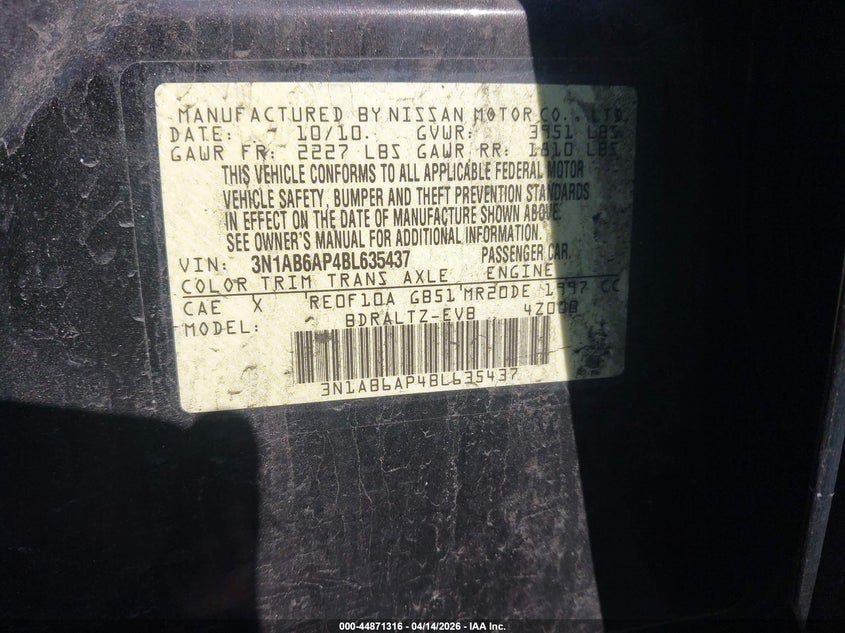 MANUFACTURED BY NISSAN MOTOR CO., LTD.
DATE: 10/10 GVWR: 3951 LBS
GAWR FR: 2227 LBS GAWR RR: 1810 LBS
THIS VEHICLE CONFORMS TO ALL APPLICABLE FEDERAL MOTOR
VEHICLE SAFETY, BUMPER AND THEFT PREVENTION STANDARDS
IN EFFECT ON THE DATE OF MANUFACTURE SHOWN ABOVE.
SEE OWNER'S MANUAL FOR ADDITIONAL INFORMATION.
VIN: 3N1AB6AP4BL635437 PASSENGER CAR.
COLOR TRIM TRANS AXLE ENGINE
CAE X RE0F10A GB51 MR20DE 1997 CC
MODEL: BDRALTZ-EVB 4Z008
3N1AB6AP4BL635437
000-44871316 - 04/14/2026 - IAA Inc.